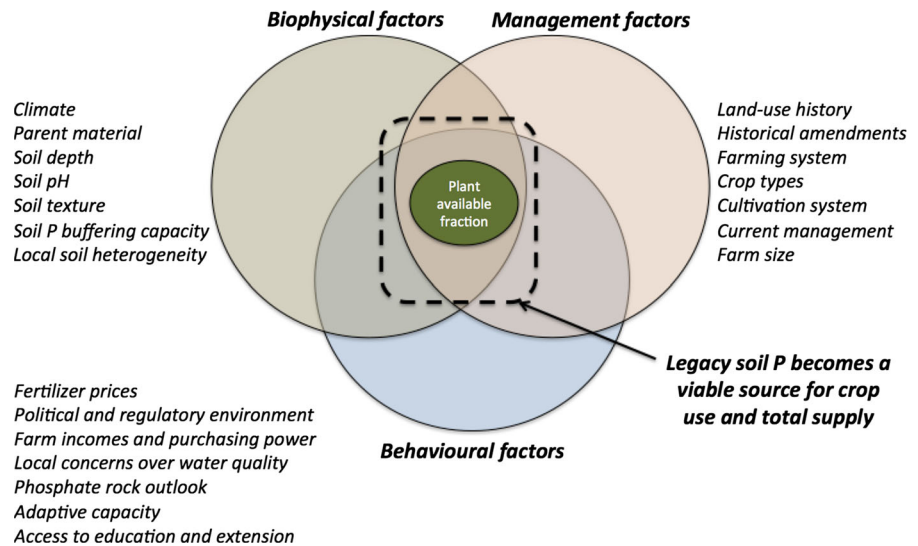 Biophysical factors
Management factors
Climate
Parent material
Soil depth
Soil pH
Soil texture
Soil P buffering capacity
Local soil heterogeneity
Land-use history
Historical amendments
Farming system
Crop types
Cultivation system
Current management
Farm size
Plant
available
fraction
Legacy soil P becomes a
viable source for crop
use and total supply
Fertilizer prices
Political and regulatory environment
Farm incomes and purchasing power
Local concerns over water quality
Phosphate rock outlook
Adaptive capacity
Access to education and extension
Behavioural factors